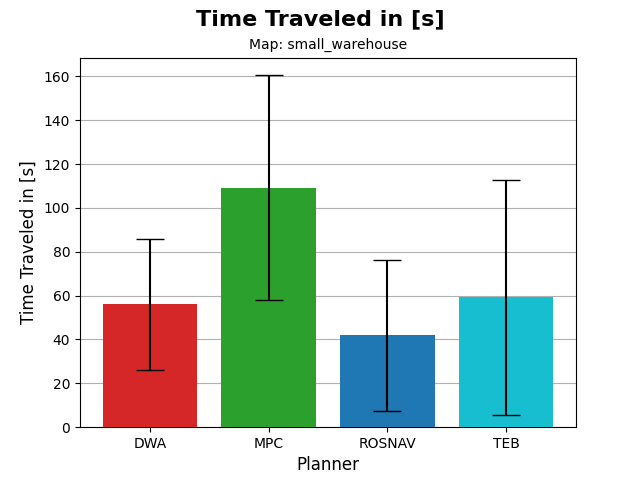 Time Traveled in [s]
Map: small_warehouse
Time Traveled in [s]
160
140
120
100
80
60
40
20
0
DWA MPC ROSNAV TEB
Planner